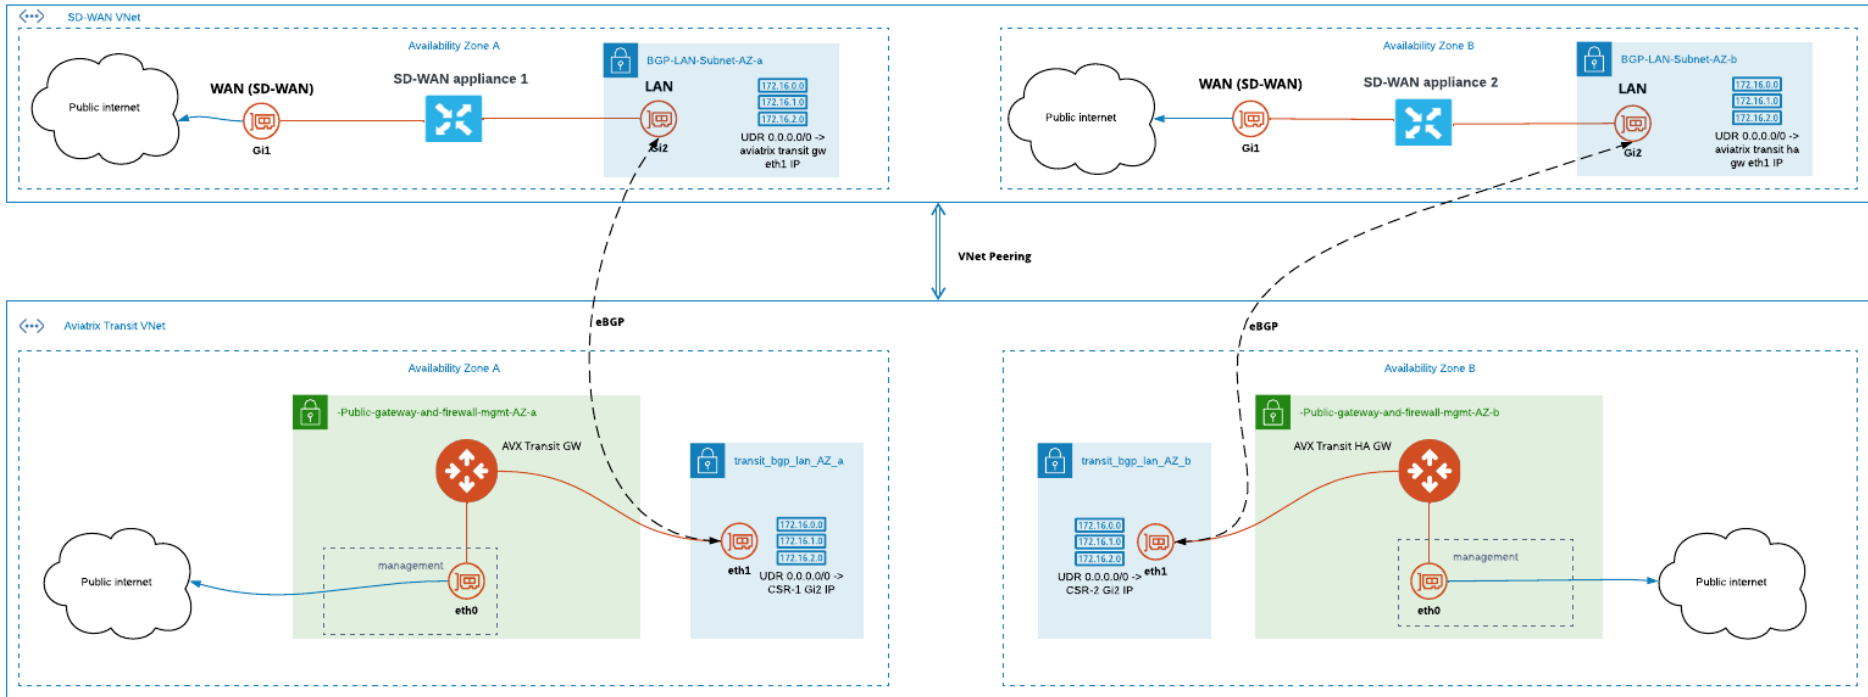 SD-WAN VNet
Availability Zone A
Public internet
WAN (SD-WAN)
Gi1
SD-WAN appliance 1
BGP-LAN-Subnet-AZ-a
LAN
Gi2
172.16.0.0
172.16.1.0
172.16.2.0
UDR 0.0.0.0/0 ->
aviatrix transit gw
eth1 IP
Availability Zone B
Public internet
WAN (SD-WAN)
Gi1
SD-WAN appliance 2
BGP-LAN-Subnet-AZ-b
LAN
Gi2
172.16.0.0
172.16.1.0
172.16.2.0
UDR 0.0.0.0/0 ->
aviatrix transit ha
gw eth1 IP
VNet Peering
eBGP
eBGP
Aviatrix Transit VNet
Availability Zone A
-Public-gateway-and-firewall-mgmt-AZ-a
AVX Transit GW
management
eth0
Public internet
transit_bgp_lan_AZ_a
eth1
172.16.0.0
172.16.1.0
172.16.2.0
UDR 0.0.0.0/0 ->
CSR-1 Gi2 IP
Availability Zone B
transit_bgp_lan_AZ_b
172.16.0.0
172.16.1.0
172.16.2.0
eth1
UDR 0.0.0.0/0 ->
CSR-2 Gi2 IP
-Public-gateway-and-firewall-mgmt-AZ-b
AVX Transit HA GW
management
eth0
Public internet